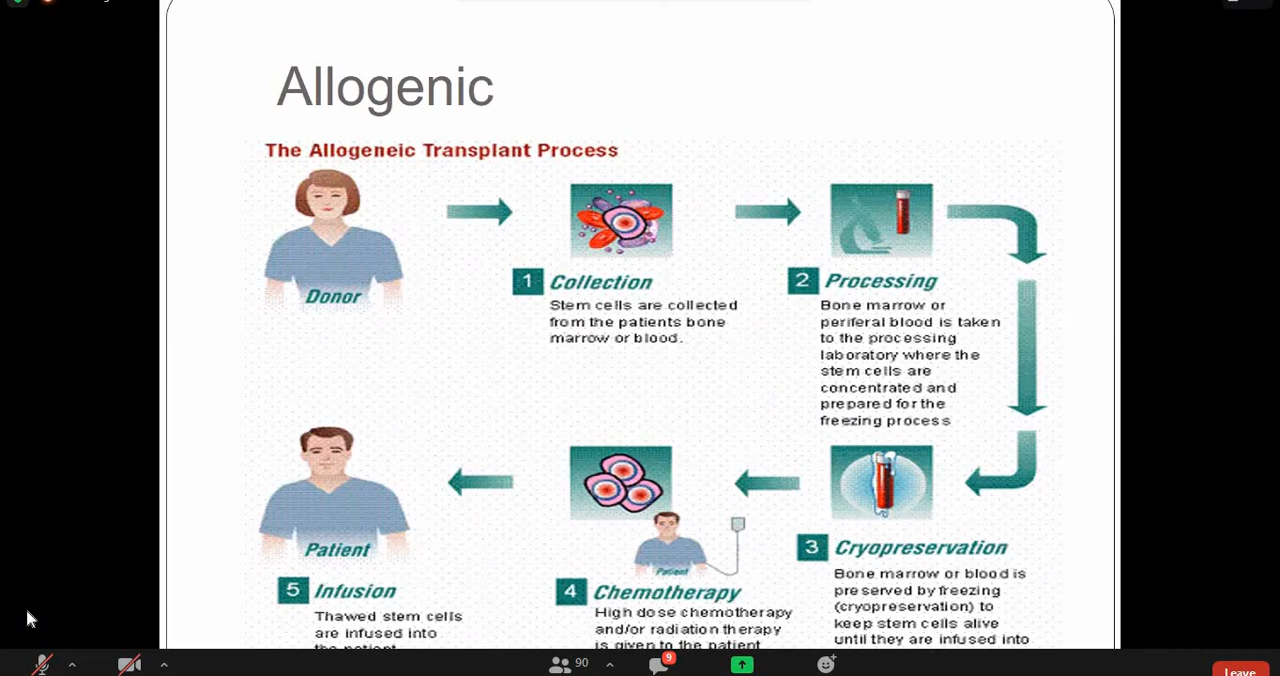 Allogenic
The Allogeneic Transplant Process
Donor
1 Collection
Stem cells are collected
from the patients bone
marrow or blood.
2 Processing
Bone marrow or
periferal blood is taken
to the processing
laboratory where the
stem cells are
concentrated and
prepared for the
freezing process
3 Cryopreservation
Bone marrow or blood is
preserved by freezing
(cryopreservation) to
keep stem cells alive
until they are infused into
Patient
4 Chemotherapy
High dose chemotherapy
and/or radiation therapy
is given to the patient
Patient
5 Infusion
Thawed stem cells
are infused into
the patient
90
9
Leave